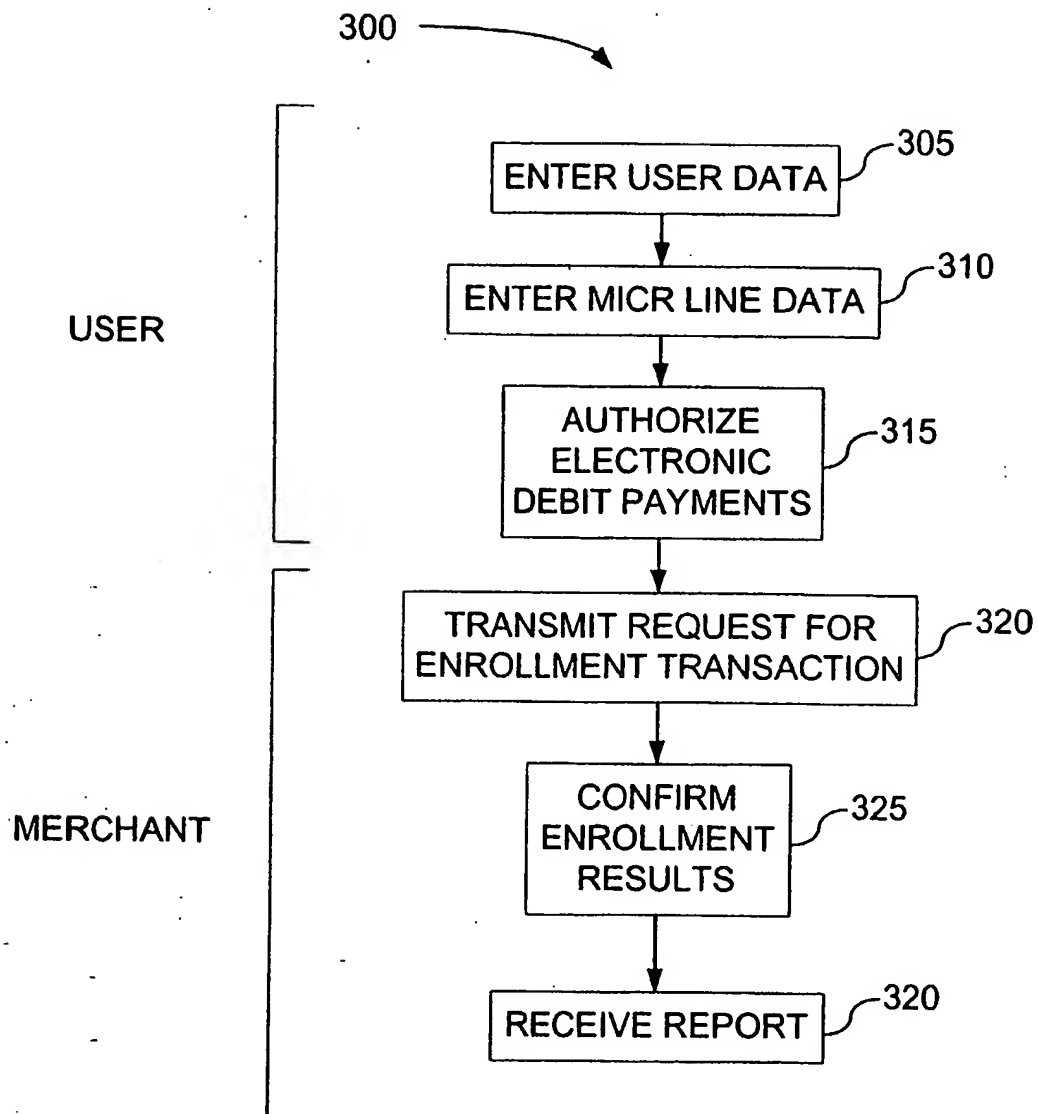 300
305
ENTER USER DATA
310
ENTER MICR LINE DATA
USER
315
AUTHORIZE
ELECTRONIC
DEBIT PAYMENTS
320
TRANSMIT REQUEST FOR
ENROLLMENT TRANSACTION
MERCHANT
325
CONFIRM
ENROLLMENT
RESULTS
320
RECEIVE REPORT